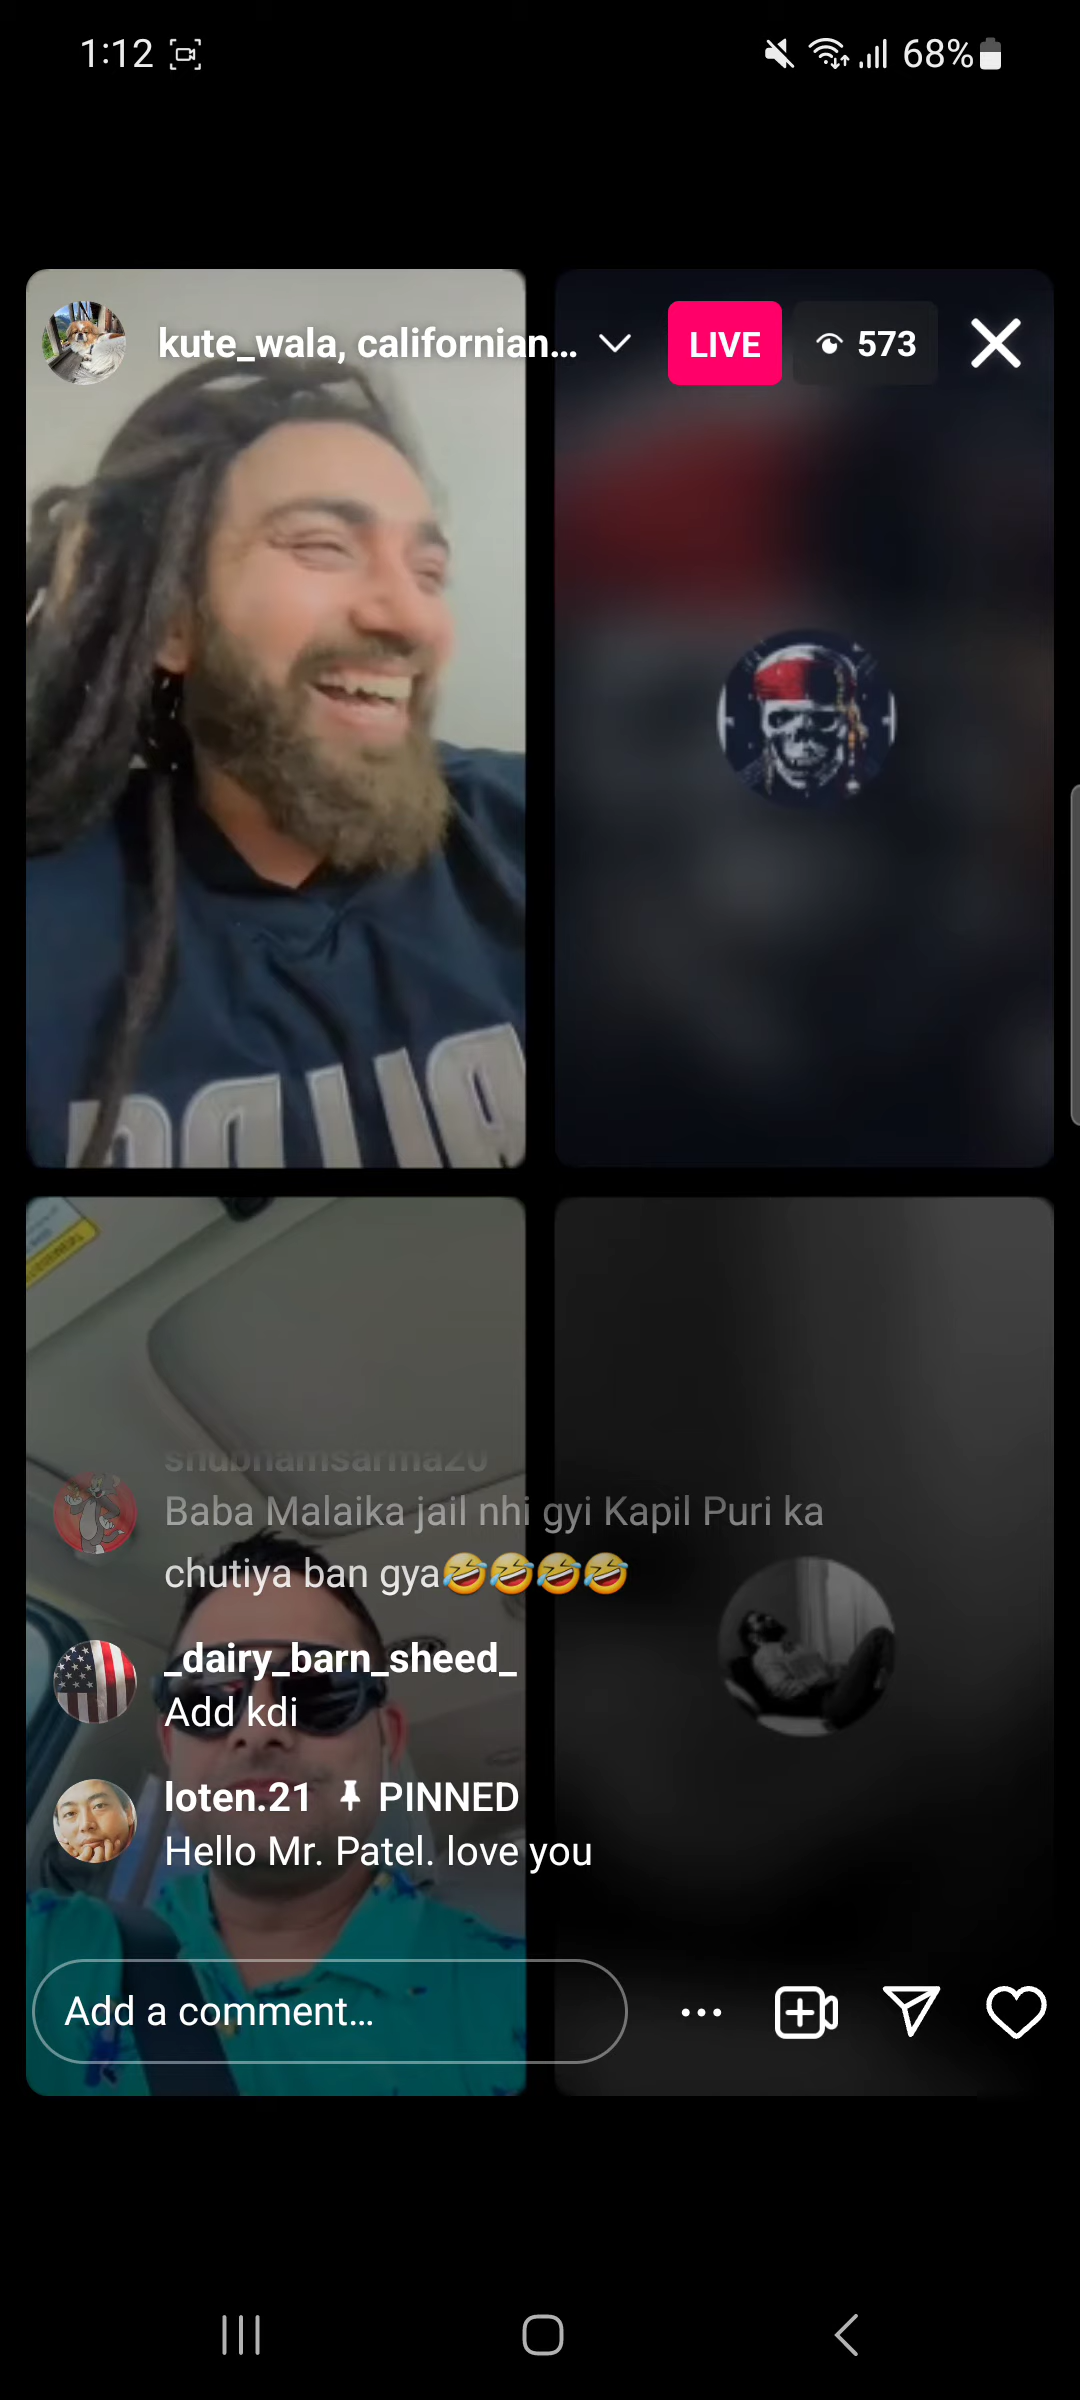 1:12 68%
kute_wala, californian... LIVE 573
shubhamsarma20
Baba Malaika jail nhi gyi Kapil Puri ka
chutiya ban gya🤣🤣🤣🤣
_dairy_barn_sheed_
Add kdi
loten.21 PINNED
Hello Mr. Patel. love you
Add a comment...